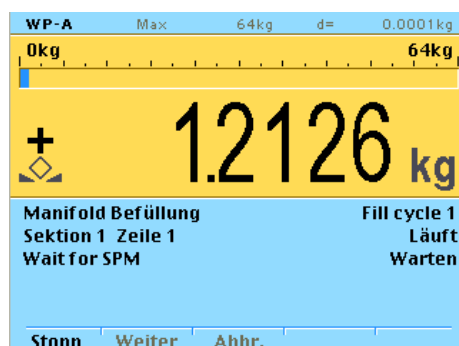 WP-A Max 64kg d= 0.0001kg
0kg 64kg
+ 1.2126 kg
Manifold Befüllung Fill cycle 1
Sektion 1 Zeile 1 Läuft
Wait for SPM Warten
Stopp Weiter Abbr.